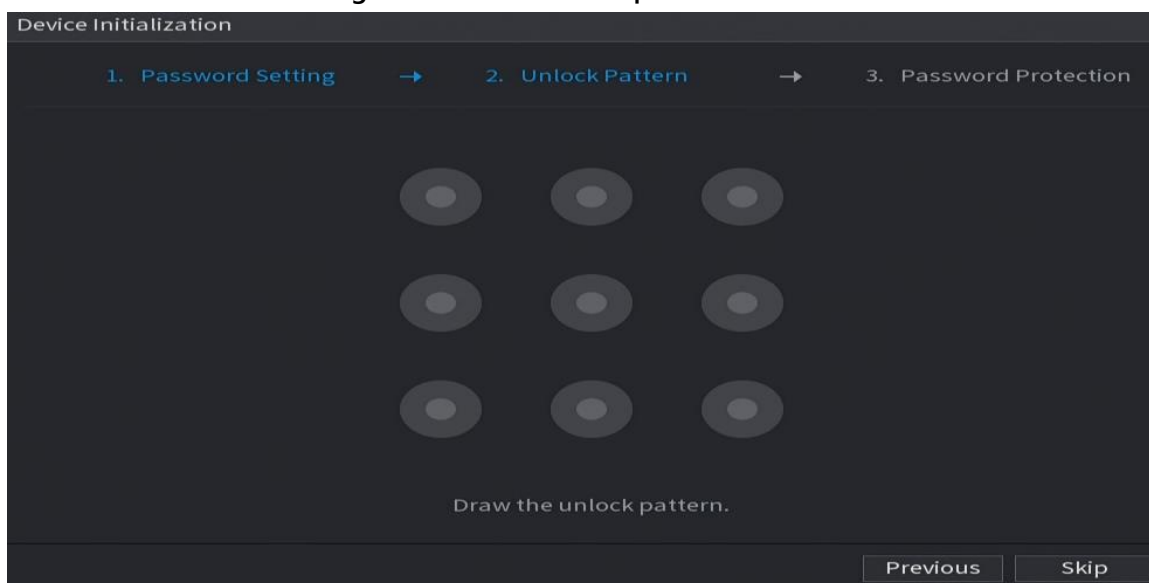 Device Initialization
1. Password Setting → 2. Unlock Pattern → 3. Password Protection
Draw the unlock pattern.
Previous Skip